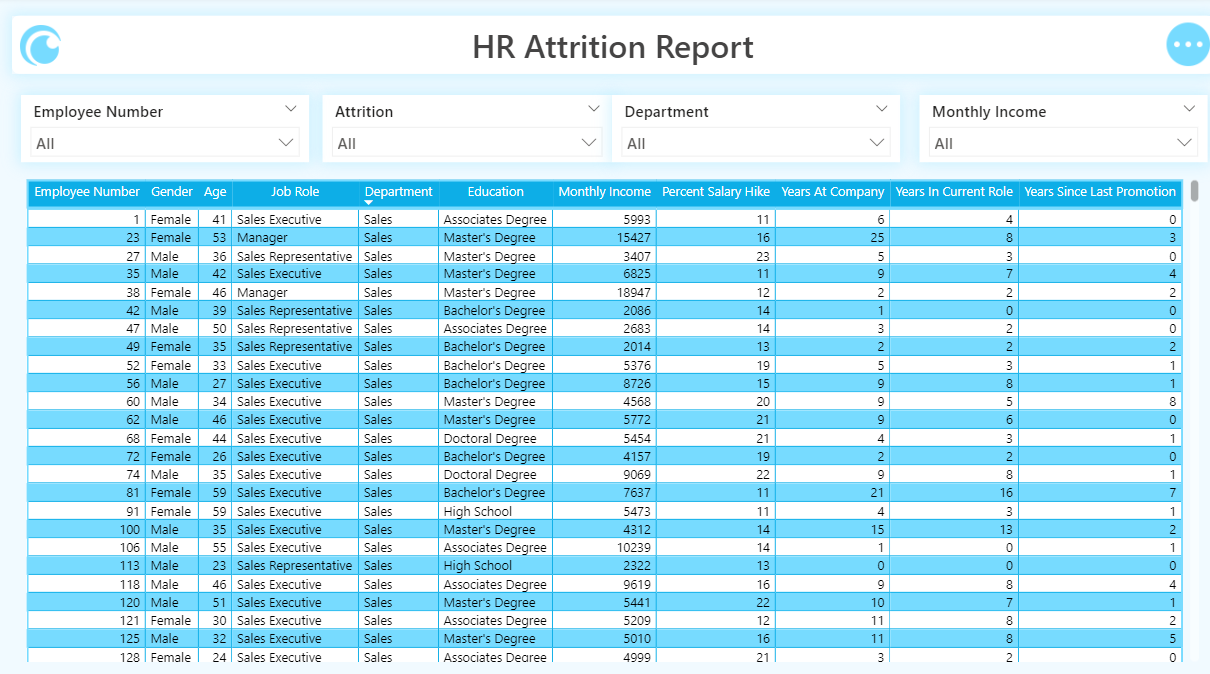 HR Attrition Report
Employee Number Attrition Department Monthly Income
All All All All
Employee Number Gender Age Job Role Department Education Monthly Income Percent Salary Hike Years At Company Years In Current Role Years Since Last Promotion
1 Female 41 Sales Executive Sales Associates Degree 5993 11 6 4 0
23 Female 53 Manager Sales Master's Degree 15427 16 25 8 3
27 Male 36 Sales Representative Sales Master's Degree 3407 23 5 3 0
35 Male 42 Sales Executive Sales Master's Degree 6825 11 9 7 4
38 Female 46 Manager Sales Master's Degree 18947 12 2 2 2
42 Male 39 Sales Representative Sales Bachelor's Degree 2086 14 1 0 0
47 Male 50 Sales Representative Sales Associates Degree 2683 14 3 2 0
49 Female 35 Sales Representative Sales Bachelor's Degree 2014 13 2 2 2
52 Female 33 Sales Executive Sales Bachelor's Degree 5376 19 5 3 1
56 Male 27 Sales Executive Sales Bachelor's Degree 8726 15 9 8 1
60 Male 34 Sales Executive Sales Master's Degree 4568 20 9 5 8
62 Male 46 Sales Executive Sales Master's Degree 5772 21 9 6 0
68 Female 44 Sales Executive Sales Doctoral Degree 5454 21 4 3 1
72 Female 26 Sales Executive Sales Bachelor's Degree 4157 19 2 2 0
74 Male 35 Sales Executive Sales Doctoral Degree 9069 22 9 8 1
81 Female 59 Sales Executive Sales Bachelor's Degree 7637 11 21 16 7
91 Female 59 Sales Executive Sales High School 5473 11 4 3 1
100 Male 35 Sales Executive Sales Master's Degree 4312 14 15 13 2
106 Male 55 Sales Executive Sales Associates Degree 10239 14 1 0 1
113 Male 23 Sales Representative Sales High School 2322 13 0 0 0
118 Male 46 Sales Executive Sales Associates Degree 9619 16 9 8 4
120 Male 51 Sales Executive Sales Master's Degree 5441 22 10 7 1
121 Female 30 Sales Executive Sales Associates Degree 5209 12 11 8 2
125 Male 32 Sales Executive Sales Master's Degree 5010 16 11 8 5
128 Female 24 Sales Executive Sales Associates Degree 4999 21 3 2 0